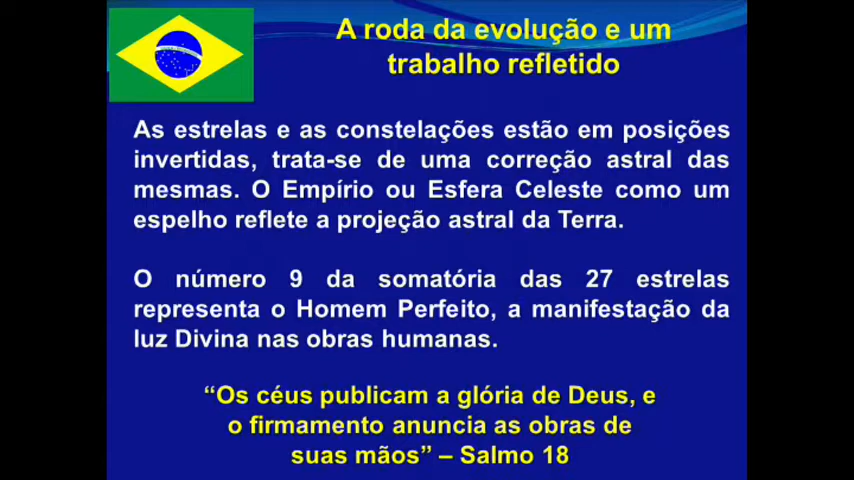 A roda da evolução e um
trabalho refletido
As estrelas e as constelações estão em posições
invertidas, trata-se de uma correção astral das
mesmas. O Empírio ou Esfera Celeste como um
espelho reflete a projeção astral da Terra.
O número 9 da somatória das 27 estrelas
representa o Homem Perfeito, a manifestação da
luz Divina nas obras humanas.
“Os céus publicam a glória de Deus, e
o firmamento anuncia as obras de
suas mãos” – Salmo 18